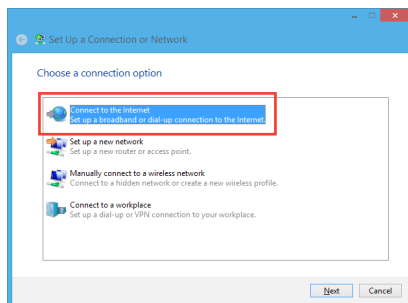 Set Up a Connection or Network
Choose a connection option
Connect to the Internet
Set up a broadband or dial-up connection to the Internet.
Set up a new network
Set up a new router or access point.
Manually connect to a wireless network
Connect to a hidden network or create a new wireless profile.
Connect to a workplace
Set up a dial-up or VPN connection to your workplace.
Next Cancel